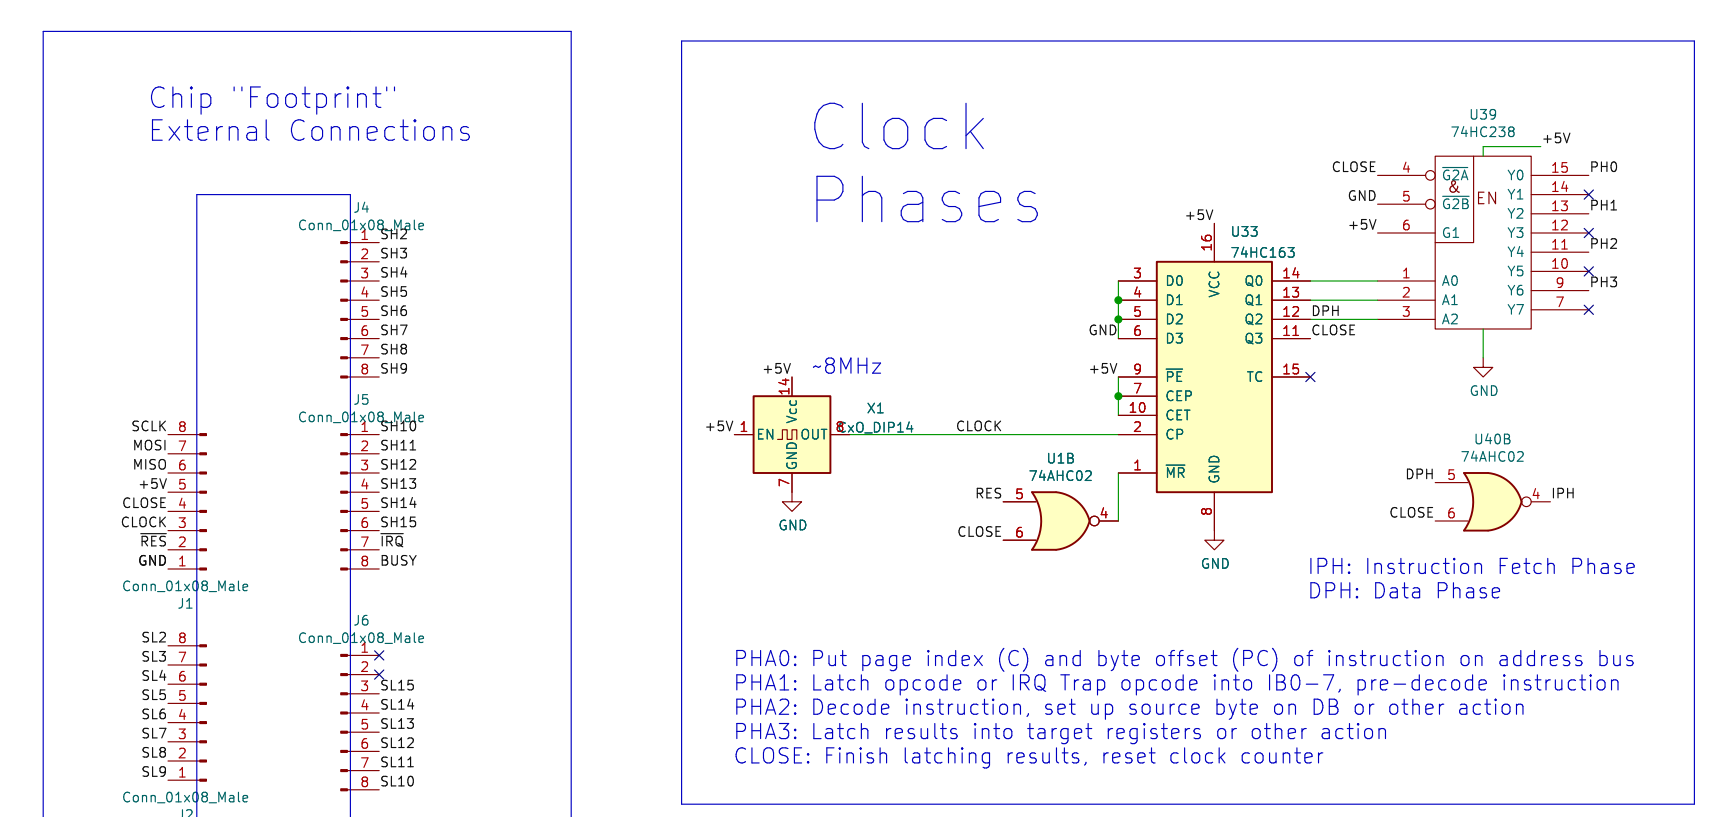 Chip "Footprint"
External Connections
J4
Conn_01x08_Male
1 SH2
2 SH3
3 SH4
4 SH5
5 SH6
6 SH7
7 SH8
8 SH9
J5
Conn_01x08_Male
1 SH10
2 SH11
3 SH12
4 SH13
5 SH14
6 SH15
7 IRQ
8 BUSY
SCLK 8
MOSI 7
MISO 6
+5V 5
CLOSE 4
CLOCK 3
RES 2
GND 1
Conn_01x08_Male
J1
J6
Conn_01x08_Male
1
2
3 SL15
4 SL14
5 SL13
6 SL12
7 SL11
8 SL10
SL2 8
SL3 7
SL4 6
SL5 5
SL6 4
SL7 3
SL8 2
SL9 1
Conn_01x08_Male
J2
Clock
Phases
~8MHz
+5V
14
Vcc
+5V 1 EN OUT 8
GND
7
GND
X1
CxO_DIP14
CLOCK
U1B
74AHC02
RES 5
CLOSE 6
4
+5V
16
U33
74HC163
VCC
3 D0 Q0 14
4 D1 Q1 13
5 D2 Q2 12 DPH
GND 6 D3 Q3 11 CLOSE
+5V 9 PE TC 15
7 CEP
10 CET
2 CP
1 MR
GND
8
GND
U39
74HC238
+5V
CLOSE 4 G2A Y0 15 PH0
& EN
Y1 14
GND 5 G2B Y2 13 PH1
+5V 6 G1 Y3 12
Y4 11 PH2
Y5 10
1 A0 Y6 9 PH3
2 A1 Y7 7
3 A2
GND
U40B
74AHC02
DPH 5
CLOSE 6
4 IPH
IPH: Instruction Fetch Phase
DPH: Data Phase
PHA0: Put page index (C) and byte offset (PC) of instruction on address bus
PHA1: Latch opcode or IRQ Trap opcode into IB0-7, pre-decode instruction
PHA2: Decode instruction, set up source byte on DB or other action
PHA3: Latch results into target registers or other action
CLOSE: Finish latching results, reset clock counter